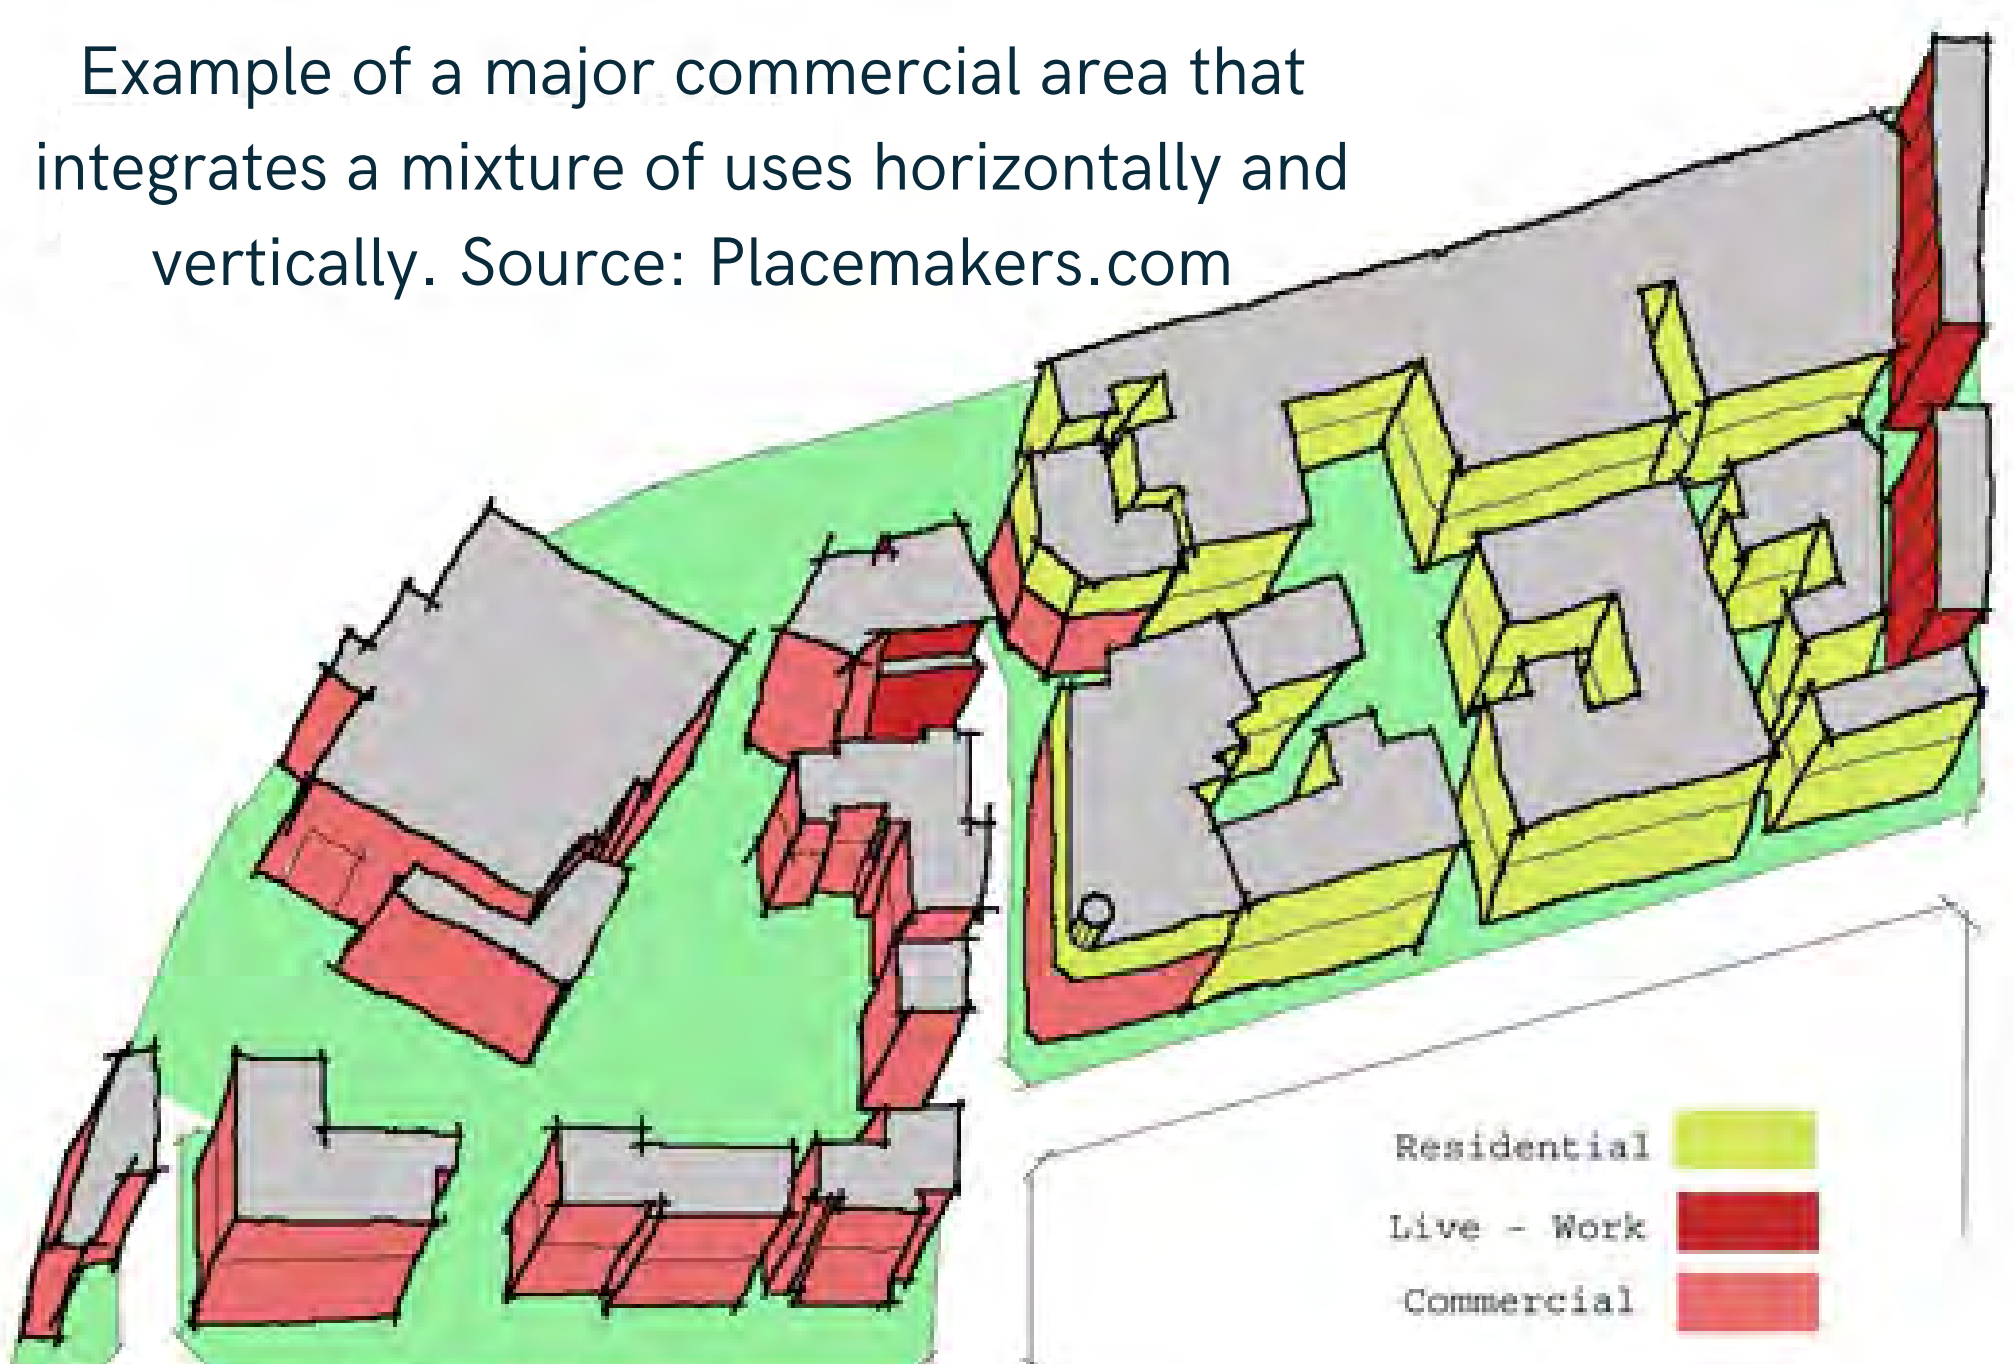 Example of a major commercial area that
integrates a mixture of uses horizontally and
vertically. Source: Placemakers.com
Residential
Live - Work
Commercial